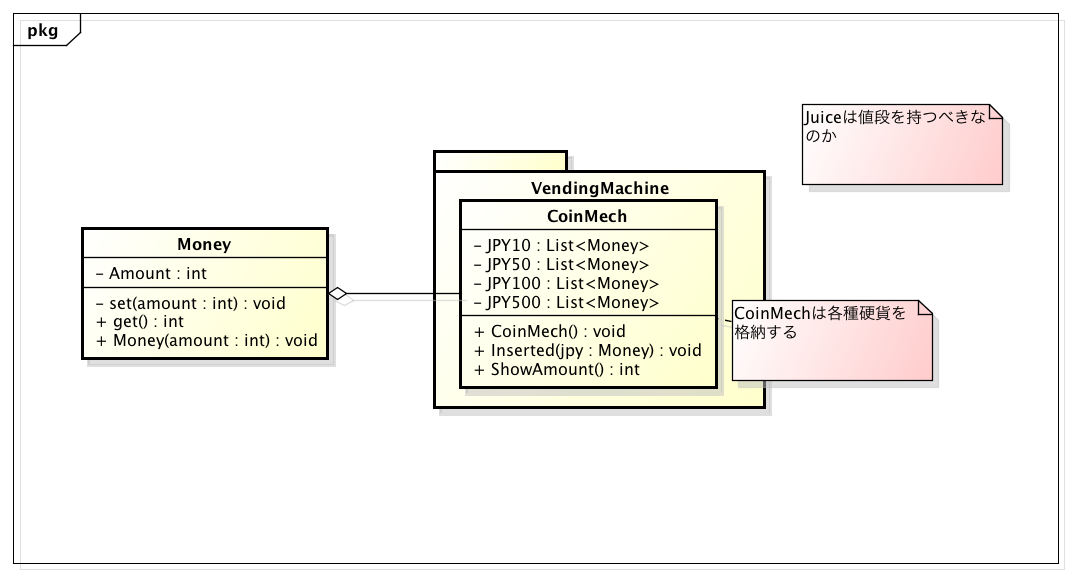 pkg
Juiceは値段を持つべきな
のか
VendingMachine
CoinMech
– JPY10 : List<Money>
– JPY50 : List<Money>
– JPY100 : List<Money>
– JPY500 : List<Money>
+ CoinMech() : void
+ Inserted(jpy : Money) : void
+ ShowAmount() : int
Money
– Amount : int
– set(amount : int) : void
+ get() : int
+ Money(amount : int) : void
CoinMechは各種硬貨を
格納する